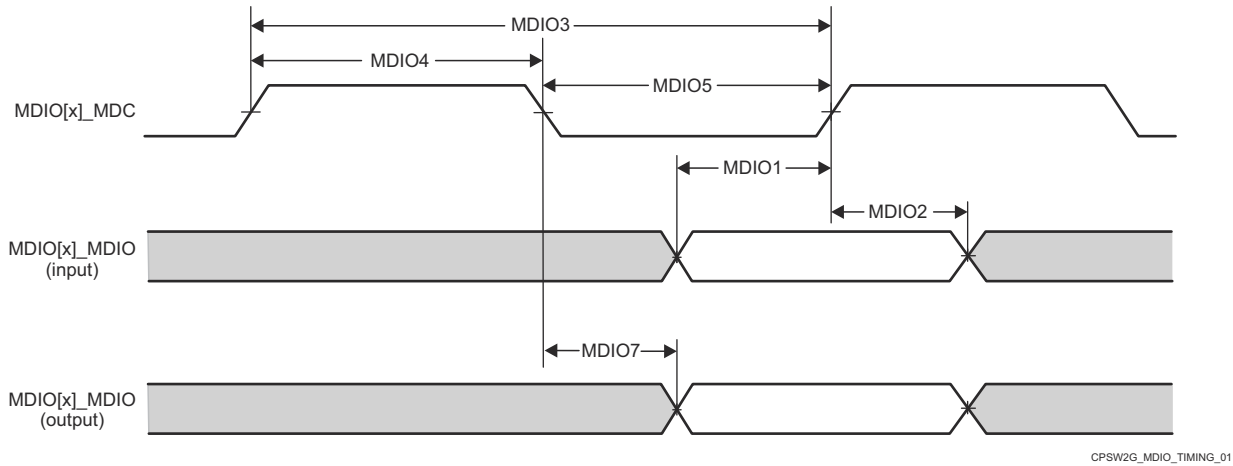 MDIO3
MDIO4
MDIO5
MDIO[x]_MDC
MDIO1
MDIO2
MDIO[x]_MDIO
(input)
MDIO7
MDIO[x]_MDIO
(output)
CPSW2G_MDIO_TIMING_01